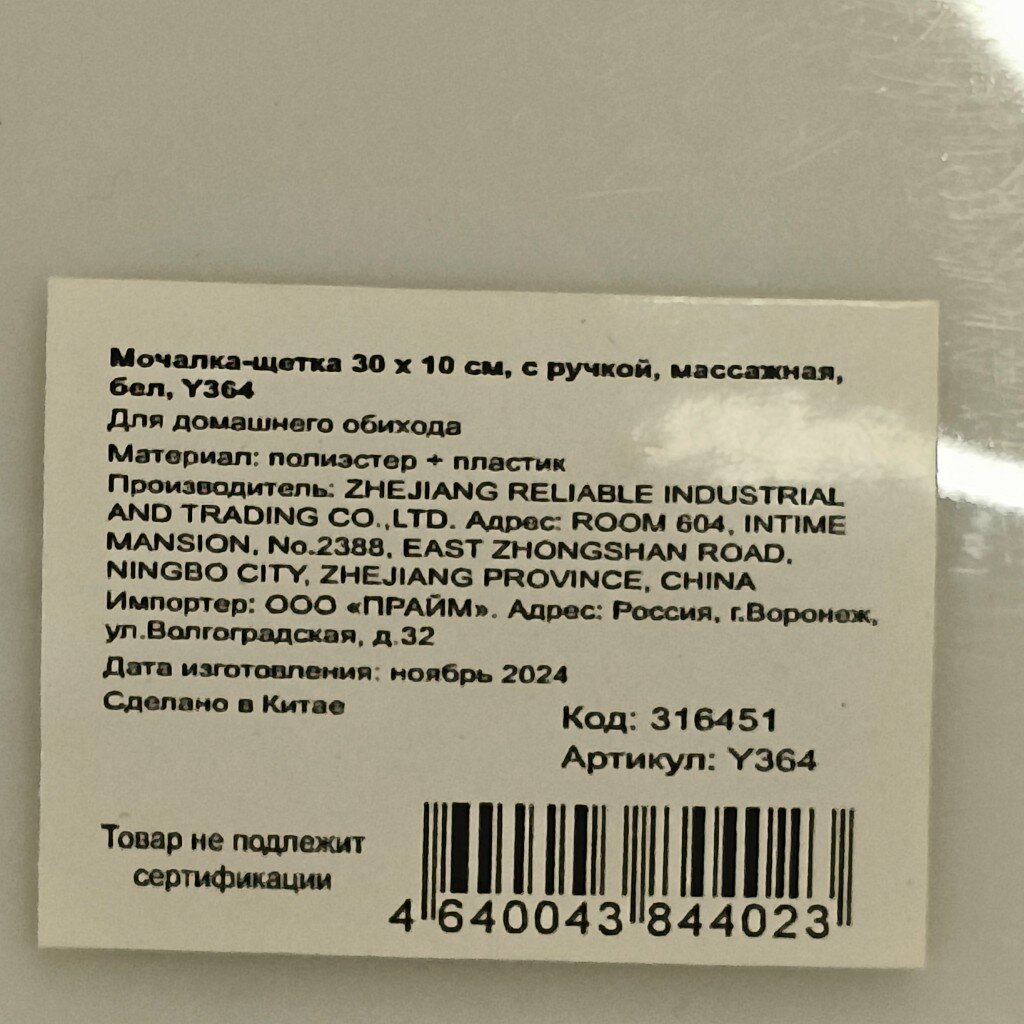 Мочалка-щетка 30 х 10 см, с ручкой, массажная,
бел, Y364
Для домашнего обихода
Материал: полиэстер + пластик
Производитель: ZHEJIANG RELIABLE INDUSTRIAL
AND TRADING CO.,LTD. Адрес: ROOM 604, INTIME
MANSION, No.2388, EAST ZHONGSHAN ROAD,
NINGBO CITY, ZHEJIANG PROVINCE, CHINA
Импортер: ООО «ПРАЙМ». Адрес: Россия, г.Воронеж,
ул.Волгоградская, д.32
Дата изготовления: ноябрь 2024
Сделано в Китае
Код: 316451
Артикул: Y364
Товар не подлежит
сертификации
4 640043 844023